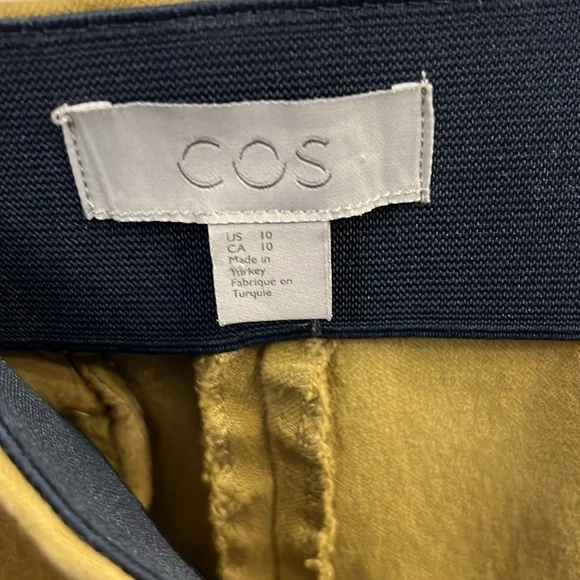 COS
US 10
CA 10
Made in
Turkey
Fabrique en
Turquie